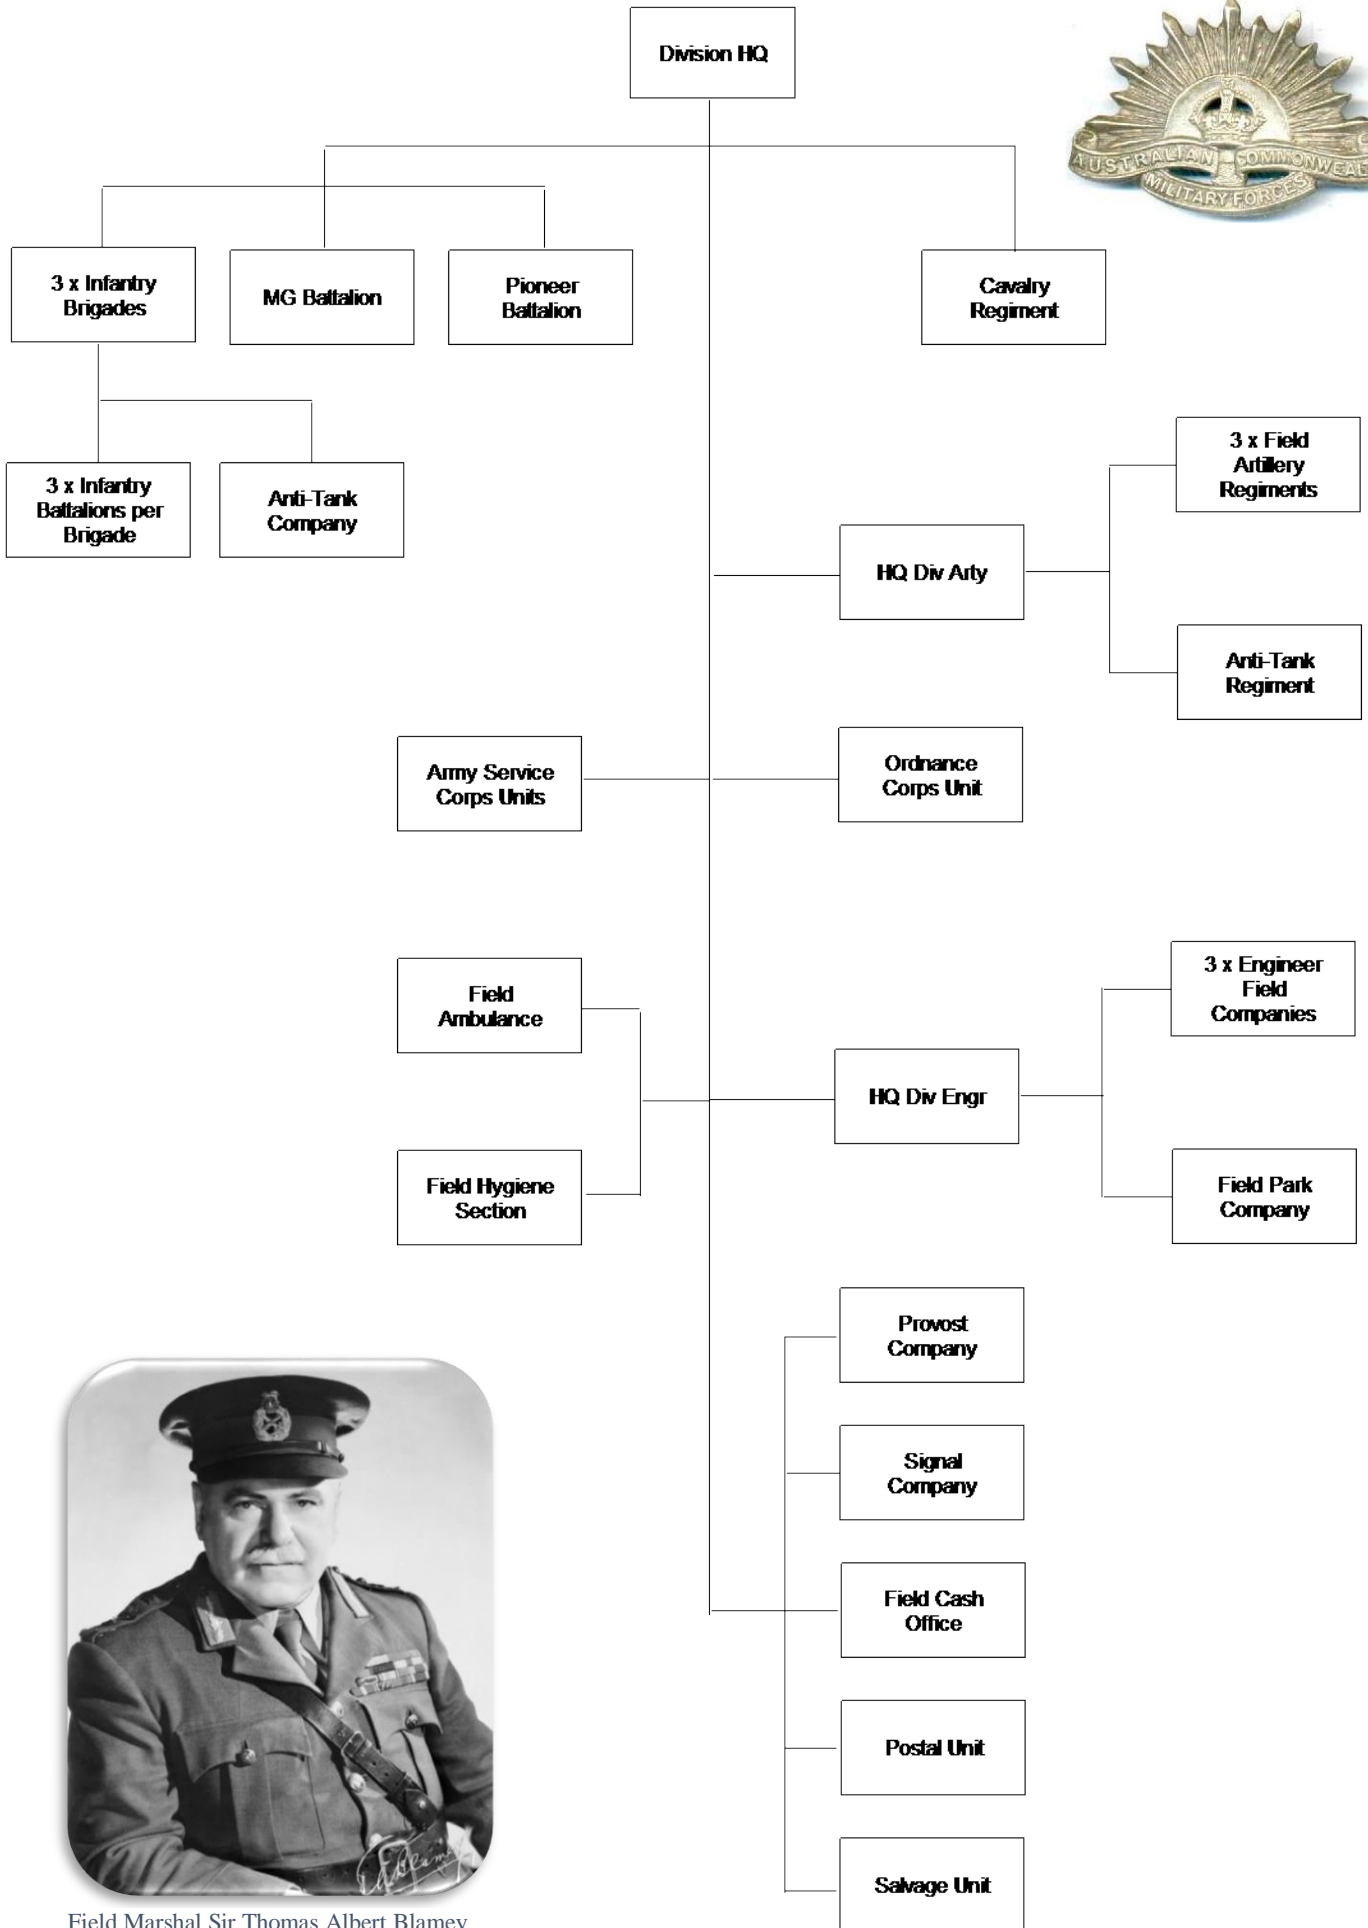 Division HQ
AUSTRALIAN COMMONWEAL
MILITARY FORCES
3 x Infantry
Brigades
MG Battalion
Pioneer
Battalion
Cavalry
Regiment
3 x Infantry
Battalions per
Brigade
Anti-Tank
Company
3 x Field
Artillery
Regiments
HQ Div Arty
Anti-Tank
Regiment
Army Service
Corps Units
Ordnance
Corps Unit
Field
Ambulance
3 x Engineer
Field
Companies
HQ Div Engr
Field Hygiene
Section
Field Park
Company
Provost
Company
Signal
Company
Field Cash
Office
Postal Unit
Salvage Unit
Field Marshal Sir Thomas Albert Blamey